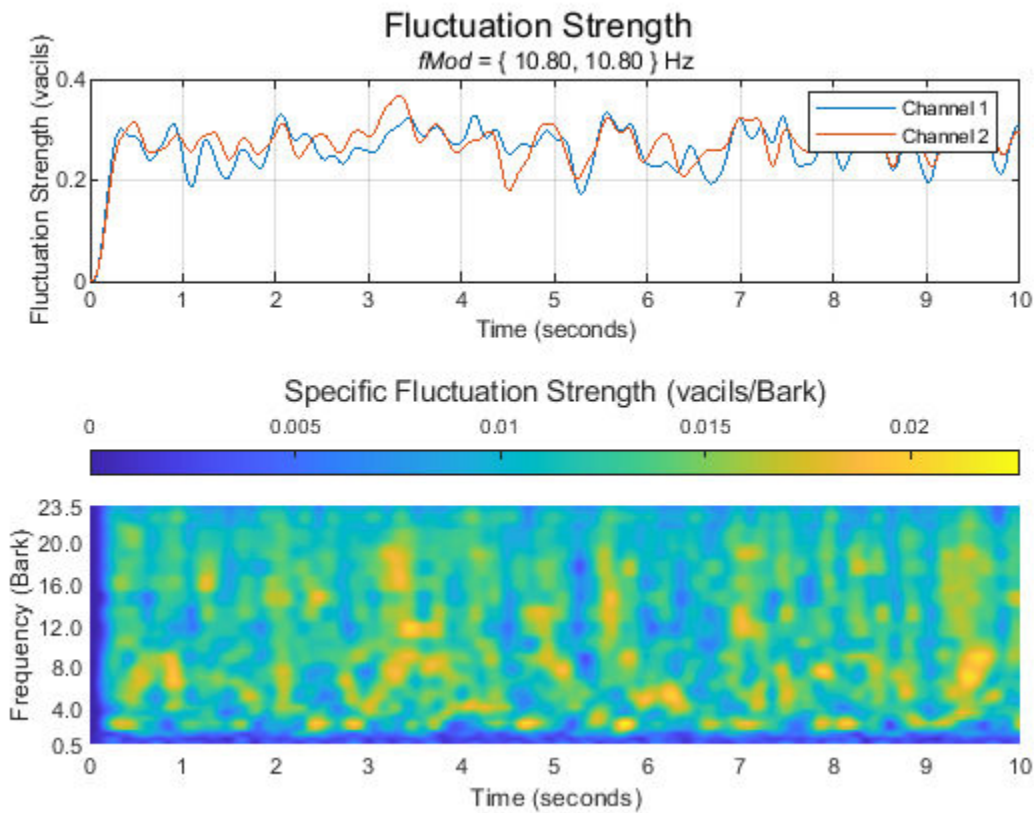 Fluctuation Strength
fMod = { 10.80, 10.80 } Hz
Fluctuation Strength (vacils)
0.4
0.2
0
Channel 1
Channel 2
0 1 2 3 4 5 6 7 8 9 10
Time (seconds)
Specific Fluctuation Strength (vacils/Bark)
0 0.005 0.01 0.015 0.02
Frequency (Bark)
23.5
20.0
16.0
12.0
8.0
4.0
0.5
0 1 2 3 4 5 6 7 8 9 10
Time (seconds)